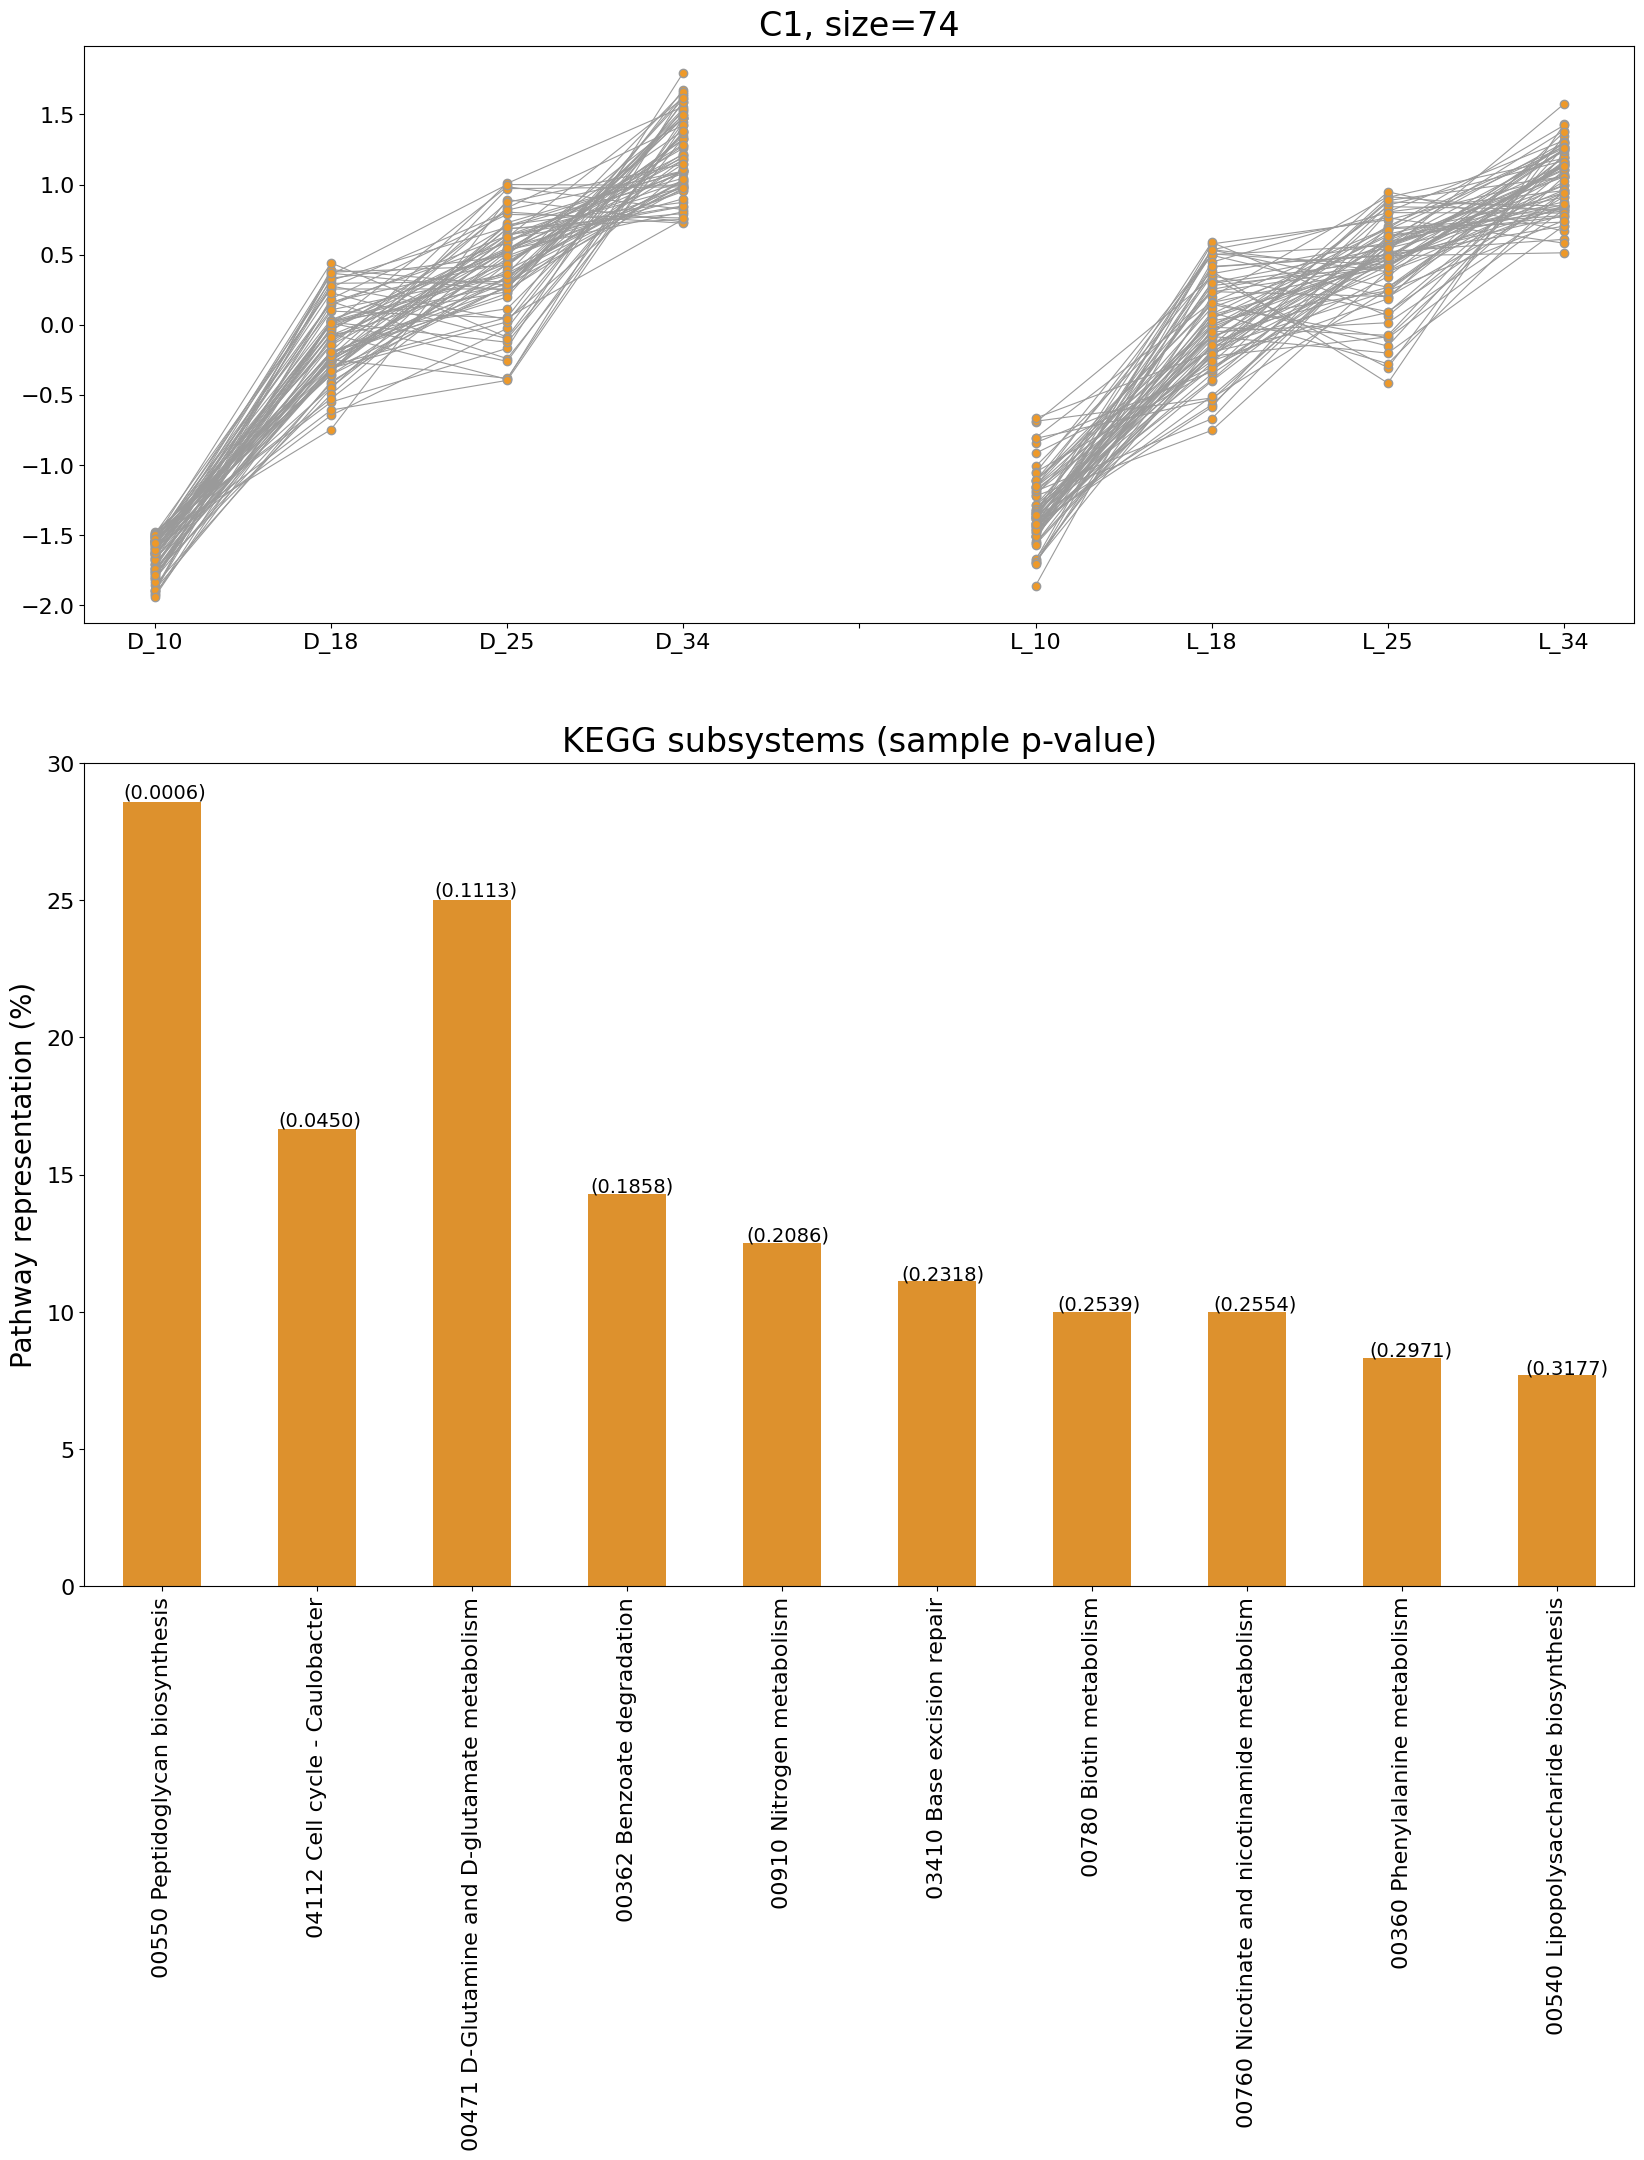 C1, size=74
1.5
1.0
0.5
0.0
−0.5
−1.0
−1.5
−2.0
D_10 D_18 D_25 D_34 L_10 L_18 L_25 L_34
KEGG subsystems (sample p-value)
Pathway representation (%)
30
25
20
15
10
5
0
(0.0006)
(0.0450)
(0.1113)
(0.1858)
(0.2086)
(0.2318)
(0.2539)
(0.2554)
(0.2971)
(0.3177)
00550 Peptidoglycan biosynthesis
04112 Cell cycle - Caulobacter
00471 D-Glutamine and D-glutamate metabolism
00362 Benzoate degradation
00910 Nitrogen metabolism
03410 Base excision repair
00780 Biotin metabolism
00760 Nicotinate and nicotinamide metabolism
00360 Phenylalanine metabolism
00540 Lipopolysaccharide biosynthesis